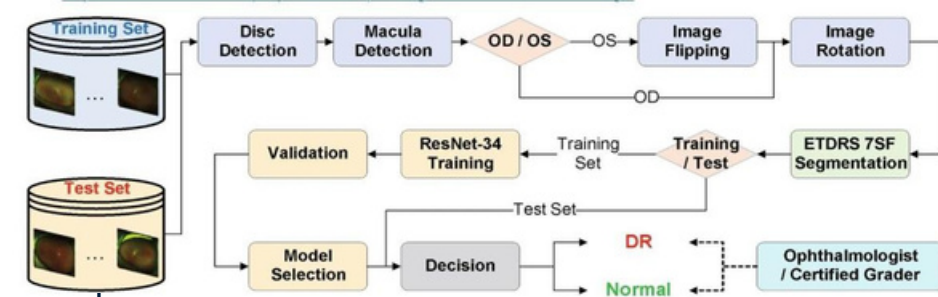 Training Set
Disc
Detection
Macula
Detection
OD / OS
OS
Image
Flipping
Image
Rotation
OD
Validation
ResNet-34
Training
Training
Set
Training
/ Test
ETDRS 7SF
Segmentation
Test Set
Test Set
Model
Selection
Decision
DR
Normal
Ophthalmologist
/ Certified Grader